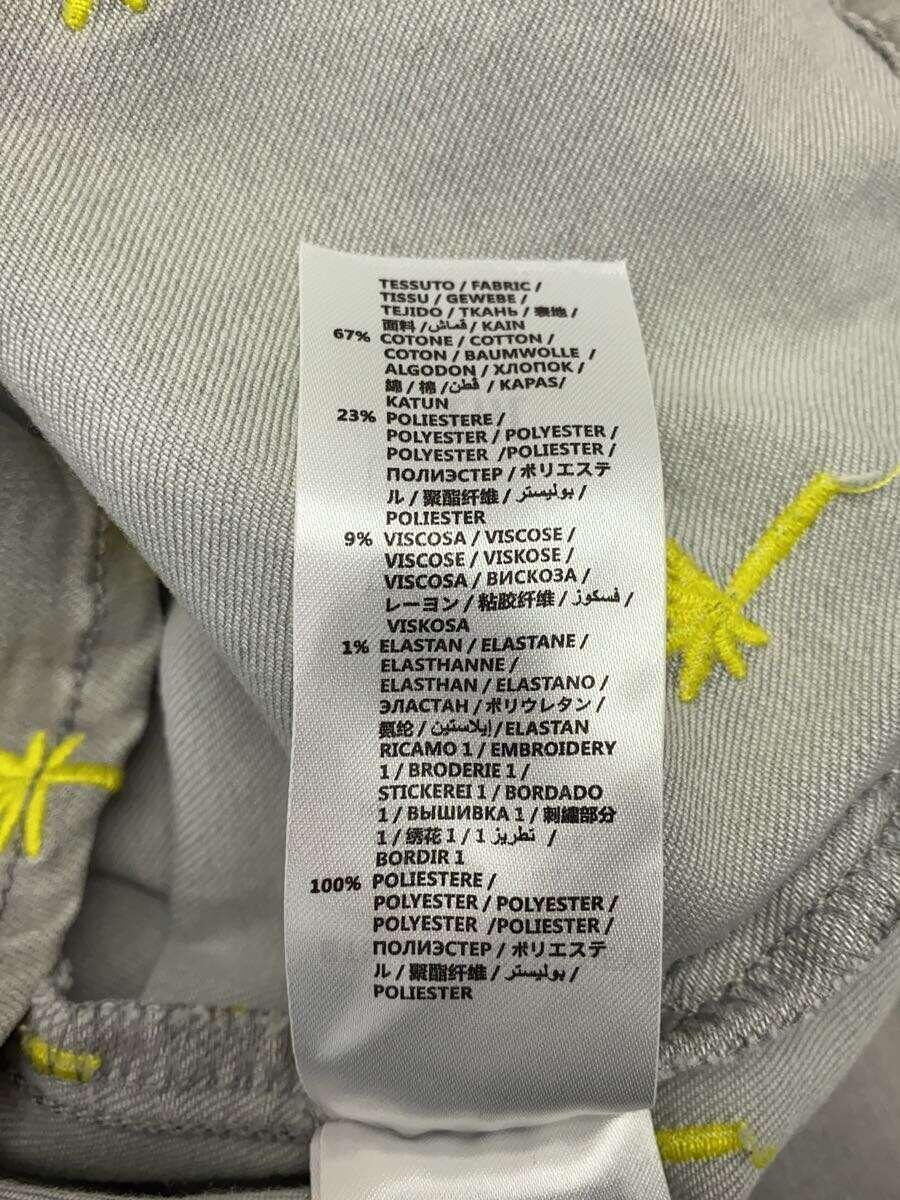 TESSUTO / FABRIC /
TISSU / GEWEBE /
TEJIDO / ТКАНЬ / 表地 /
面料 / قماش / KAIN
67% COTONE / COTTON /
COTON / BAUMWOLLE /
ALGODON / ХЛОПОК /
綿 / 棉 / قطن / KAPAS/
KATUN
23% POLIESTERE /
POLYESTER / POLYESTER /
POLYESTER /POLIESTER /
ПОЛИЭСТЕР / ポリエステ
ル / 聚酯纤维 / بوليستر /
POLIESTER
9% VISCOSA / VISCOSE /
VISCOSE / VISKOSE /
VISCOSA / ВИСКОЗА /
レーヨン / 粘胶纤维 / فسكوز /
VISKOSA
1% ELASTAN / ELASTANE /
ELASTHANNE /
ELASTHAN / ELASTANO /
ЭЛАСТАН / ポリウレタン /
氨纶 / إيلاستين / ELASTAN
RICAMO 1 / EMBROIDERY
1 / BRODERIE 1 /
STICKEREI 1 / BORDADO
1 / ВЫШИВКА 1 / 刺繍部分
1 / 绣花 1 / 1 تطريز /
BORDIR 1
100% POLIESTERE /
POLYESTER / POLYESTER /
POLYESTER /POLIESTER /
ПОЛИЭСТЕР / ポリエステ
ル / 聚酯纤维 / بوليستر /
POLIESTER